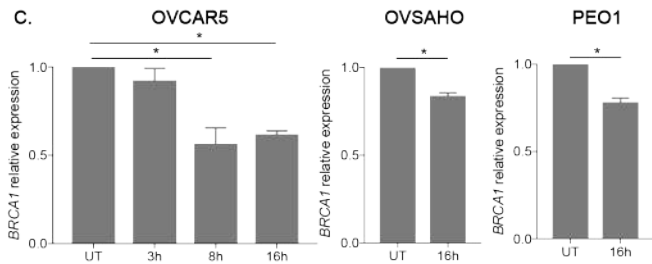 C.
OVCAR5
*
*
BRCA1 relative expression
1.0
0.5
0.0
UT 3h 8h 16h
OVSAHO
*
BRCA1 relative expression
1.0
0.5
0.0
UT 16h
PEO1
*
BRCA1 relative expression
1.0
0.5
0.0
UT 16h